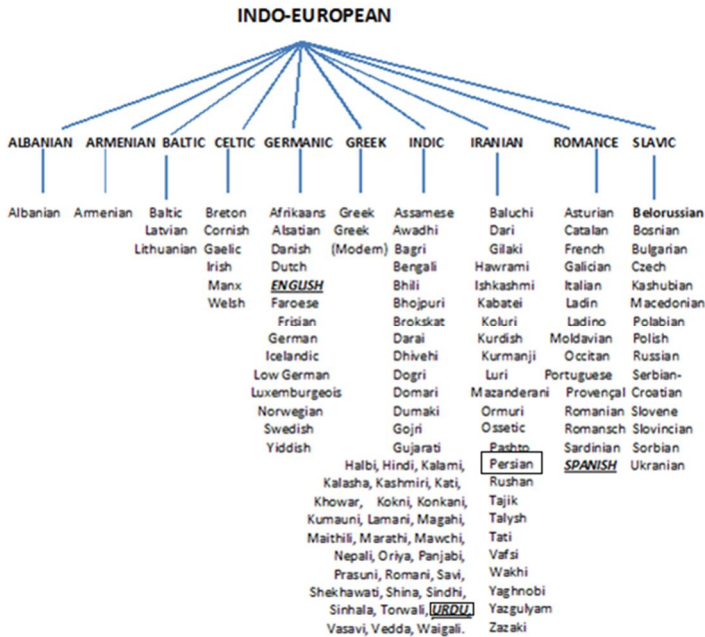 INDO-EUROPEAN
ALBANIAN ARMENIAN BALTIC CELTIC GERMANIC GREEK INDIC IRANIAN ROMANCE SLAVIC
Albanian
Armenian
Baltic
Latvian
Lithuanian
Breton
Cornish
Gaelic
Irish
Manx
Welsh
Afrikaans
Alsatian
Danish
Dutch
ENGLISH
Faroese
Frisian
German
Icelandic
Low German
Luxemburgeois
Norwegian
Swedish
Yiddish
Greek
Greek
(Modern)
Assamese
Awadhi
Bagri
Bengali
Bhili
Bhojpuri
Brokskat
Darai
Dhivehi
Dogri
Domari
Dumaki
Gojri
Gujarati
Halbi, Hindi, Kalami,
Kalasha, Kashmiri, Kati,
Khowar, Kokni, Konkani,
Kumauni, Lamani, Magahi,
Maithili, Marathi, Mawchi,
Nepali, Oriya, Panjabi,
Prasuni, Romani, Savi,
Shekhawati, Shina, Sindhi,
Sinhala, Torwali, URDU,
Vasavi, Vedda, Waigali.
Baluchi
Dari
Gilaki
Hawrami
Ishkashmi
Kabatei
Koluri
Kurdish
Kurmanji
Luri
Mazanderani
Ormuri
Ossetic
Pashto
Persian
Rushan
Tajik
Talysh
Tati
Vafsi
Wakhi
Yaghnobi
Yazgulyam
Zazaki
Asturian
Catalan
French
Galician
Italian
Ladin
Ladino
Moldavian
Occitan
Portuguese
Provençal
Romanian
Romansch
Sardinian
SPANISH
Belorussian
Bosnian
Bulgarian
Czech
Kashubian
Macedonian
Polabian
Polish
Russian
Serbian-
Croatian
Slovene
Slovincian
Sorbian
Ukranian